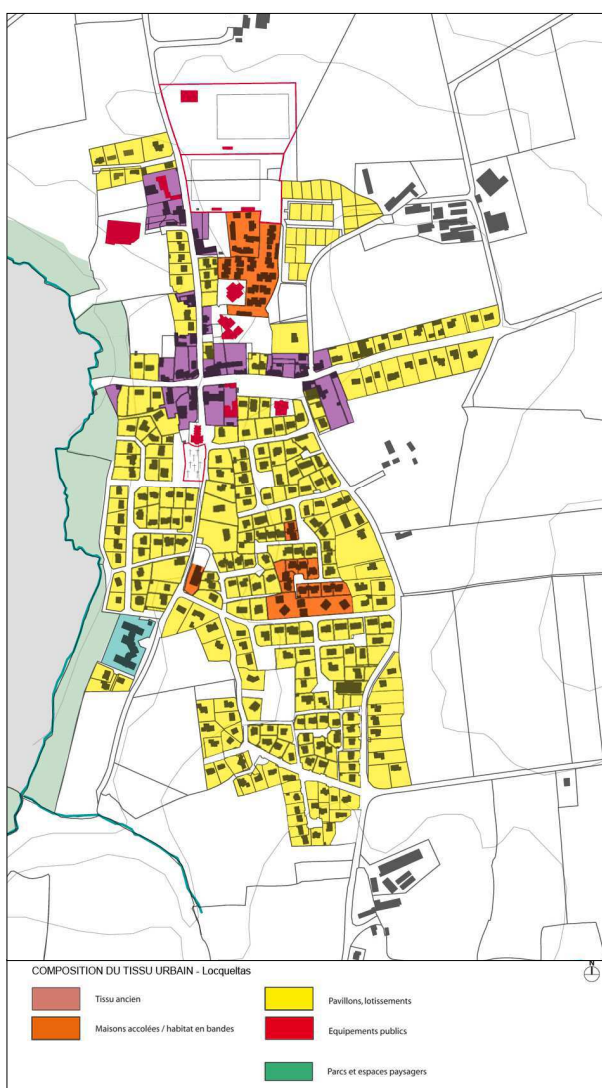 COMPOSITION DU TISSU URBAIN - Locqueltas
N
Tissu ancien
Pavillons, lotissements
Maisons accolées / habitat en bandes
Equipements publics
Parcs et espaces paysagers